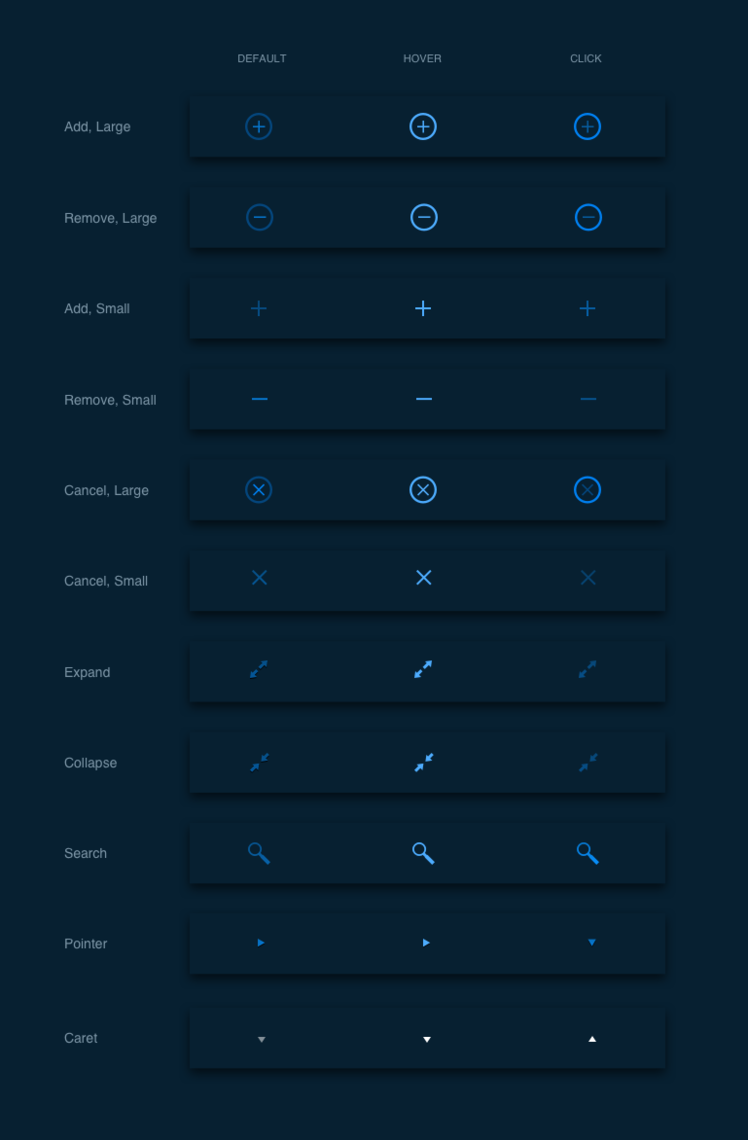 DEFAULT HOVER CLICK
Add, Large
Remove, Large
Add, Small
Remove, Small
Cancel, Large
Cancel, Small
Expand
Collapse
Search
Pointer
Caret